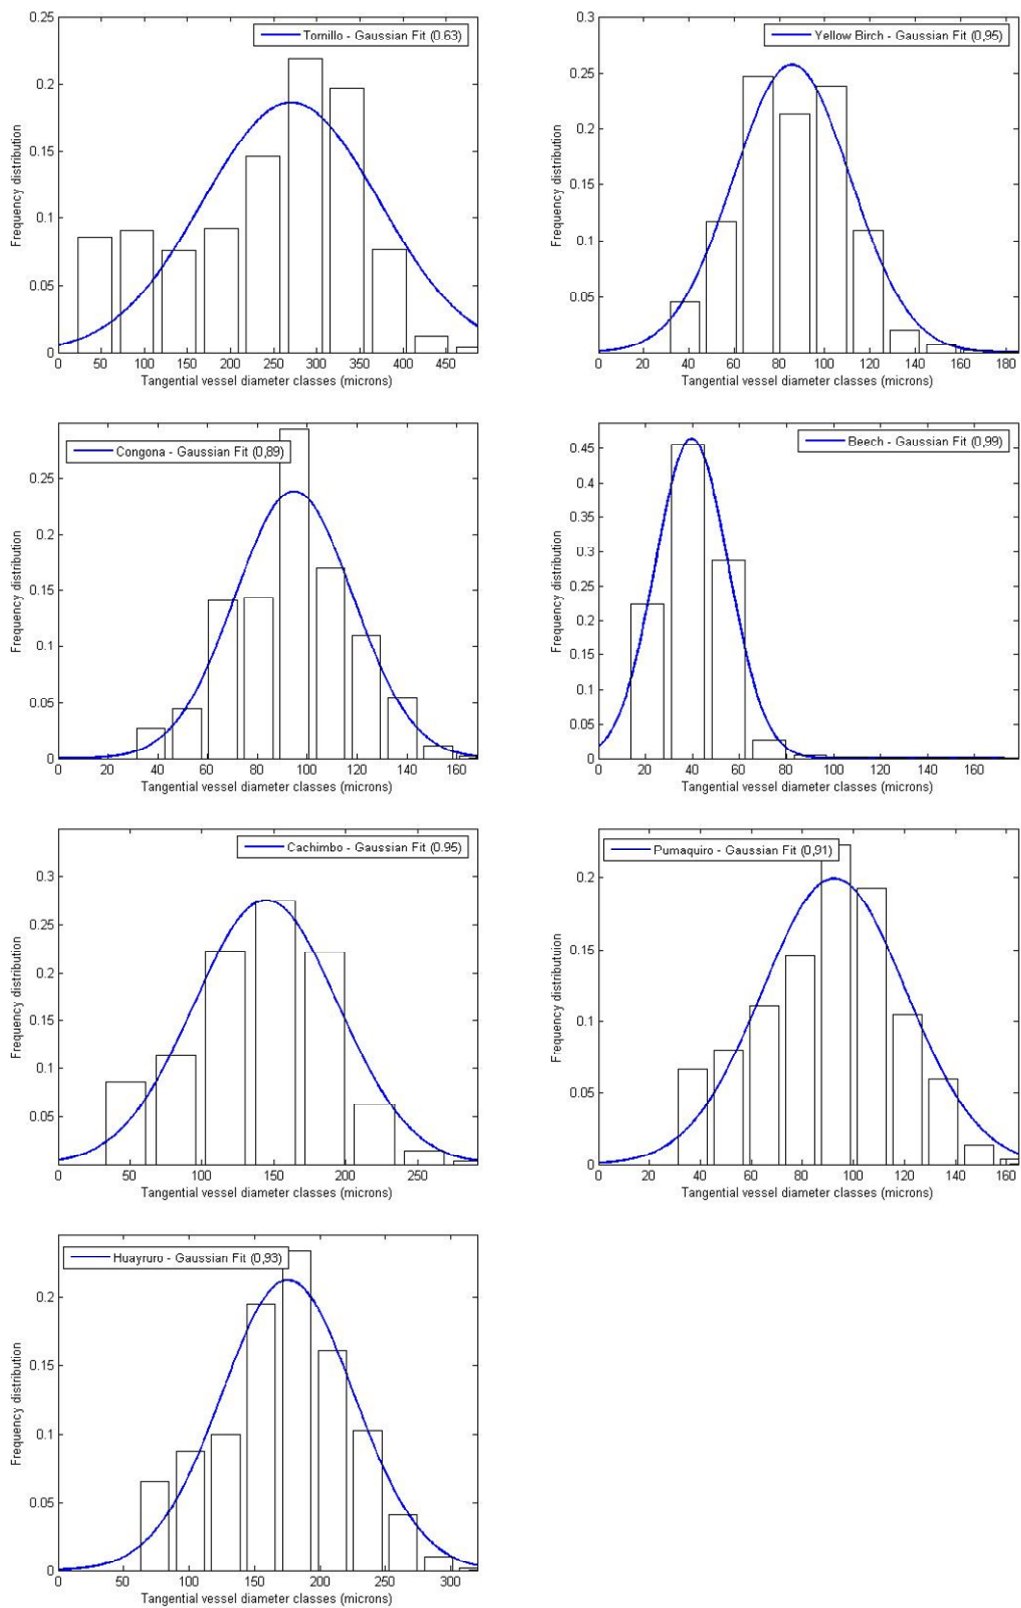 Tornillo - Gaussian Fit (0.63)
Frequency distribution
0.25
0.2
0.15
0.1
0.05
0
0 50 100 150 200 250 300 350 400 450
Tangential vessel diameter classes (microns)
Yellow Birch - Gaussian Fit (0,95)
Frequency distribution
0.3
0.25
0.2
0.15
0.1
0.05
0 20 40 60 80 100 120 140 160 180
Tangential vessel diameter classes (microns)
Congona - Gaussian Fit (0,89)
Frequency distribution
0.25
0.2
0.15
0.1
0.05
0
0 20 40 60 80 100 120 140 160
Tangential vessel diameter classes (microns)
Beech - Gaussian Fit (0,99)
Frequency distribution
0.45
0.4
0.35
0.3
0.25
0.2
0.15
0.1
0.05
0
0 20 40 60 80 100 120 140 160
Tangential vessel diameter classes (microns)
Cachimbo - Gaussian Fit (0.95)
Frequency distribution
0.3
0.25
0.2
0.15
0.1
0.05
0 50 100 150 200 250
Tangential vessel diameter classes (microns)
Pumaquiro - Gaussian Fit (0,91)
Frequency distributuion
0.2
0.15
0.1
0.05
0
0 20 40 60 80 100 120 140 160
Tangential vessel diameter classes (microns)
Huayruro - Gaussian Fit (0,93)
Frequency distribution
0.2
0.15
0.1
0.05
0
0 50 100 150 200 250 300
Tangential vessel diameter classes (microns)